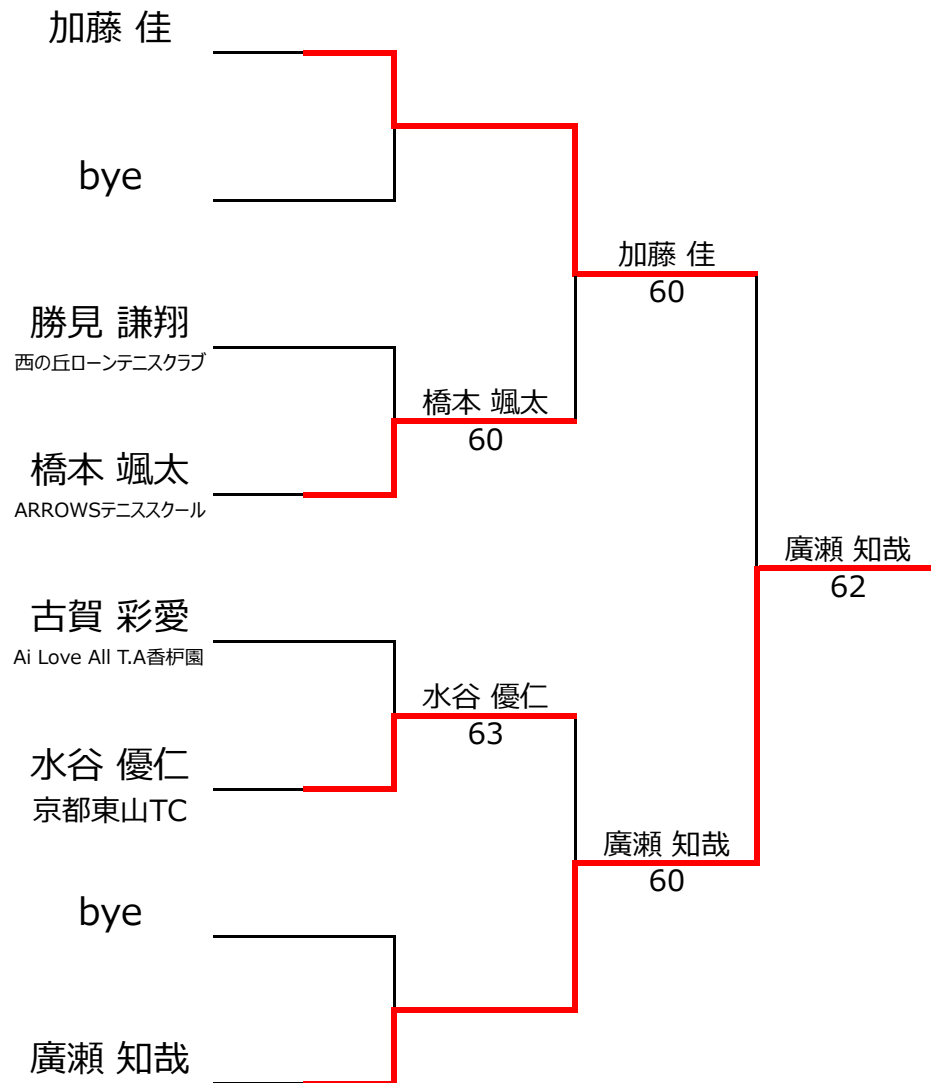 加藤 佳
bye
勝見 謙翔
西の丘ローンテニスクラブ
橋本 颯太
ARROWSテニススクール
古賀 彩愛
Ai Love All T.A香枦園
水谷 優仁
京都東山TC
bye
廣瀬 知哉
橋本 颯太
60
水谷 優仁
63
加藤 佳
60
廣瀬 知哉
60
廣瀬 知哉
62